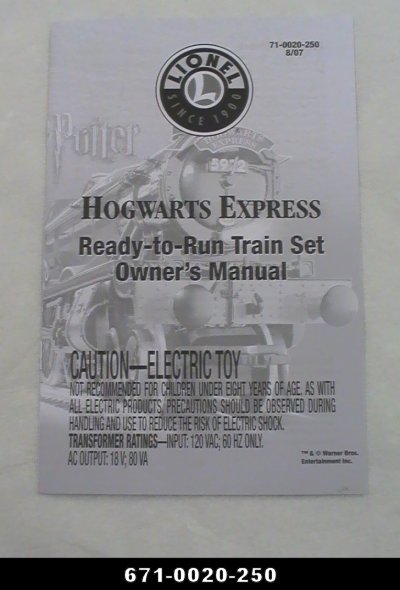 71-0020-250
8/07
LIONEL
L
SINCE 1900
Potter
HOGWARTS
EXPRESS
5972
HOGWARTS EXPRESS
Ready-to-Run Train Set
Owner's Manual
CAUTION—ELECTRIC TOY
NOT RECOMMENDED FOR CHILDREN UNDER EIGHT YEARS OF AGE. AS WITH
ALL ELECTRIC PRODUCTS, PRECAUTIONS SHOULD BE OBSERVED DURING
HANDLING AND USE TO REDUCE THE RISK OF ELECTRIC SHOCK.
TRANSFORMER RATINGS—INPUT: 120 VAC; 60 HZ ONLY.
AC OUTPUT: 18 V; 80 VA
™ & © Warner Bros.
Entertainment Inc.
671-0020-250